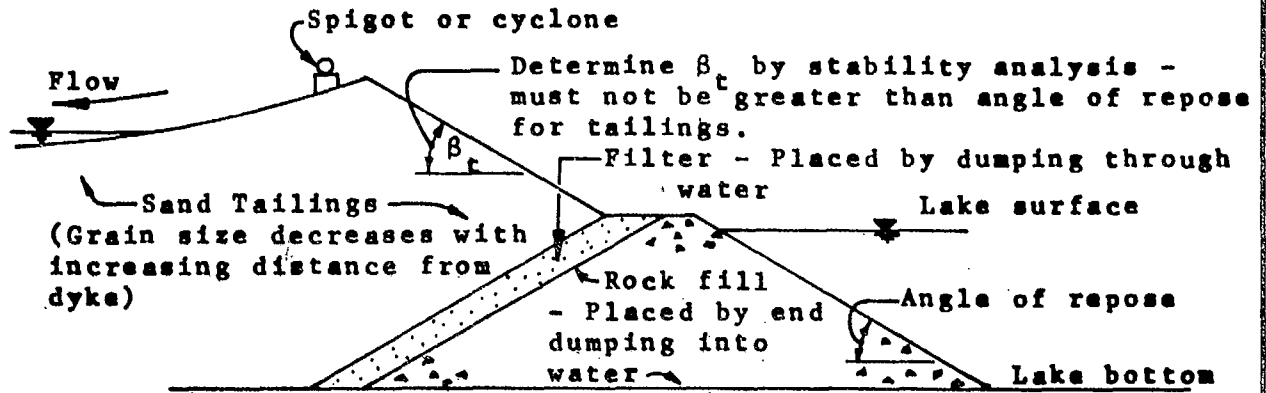 Spigot or cyclone
Flow
Determine βt by stability analysis -
must not be greater than angle of repose
for tailings.
βt
Filter - Placed by dumping through
water
Sand Tailings
(Grain size decreases with
increasing distance from
dyke)
Lake surface
Rock fill
- Placed by end
dumping into
water
Angle of repose
Lake bottom